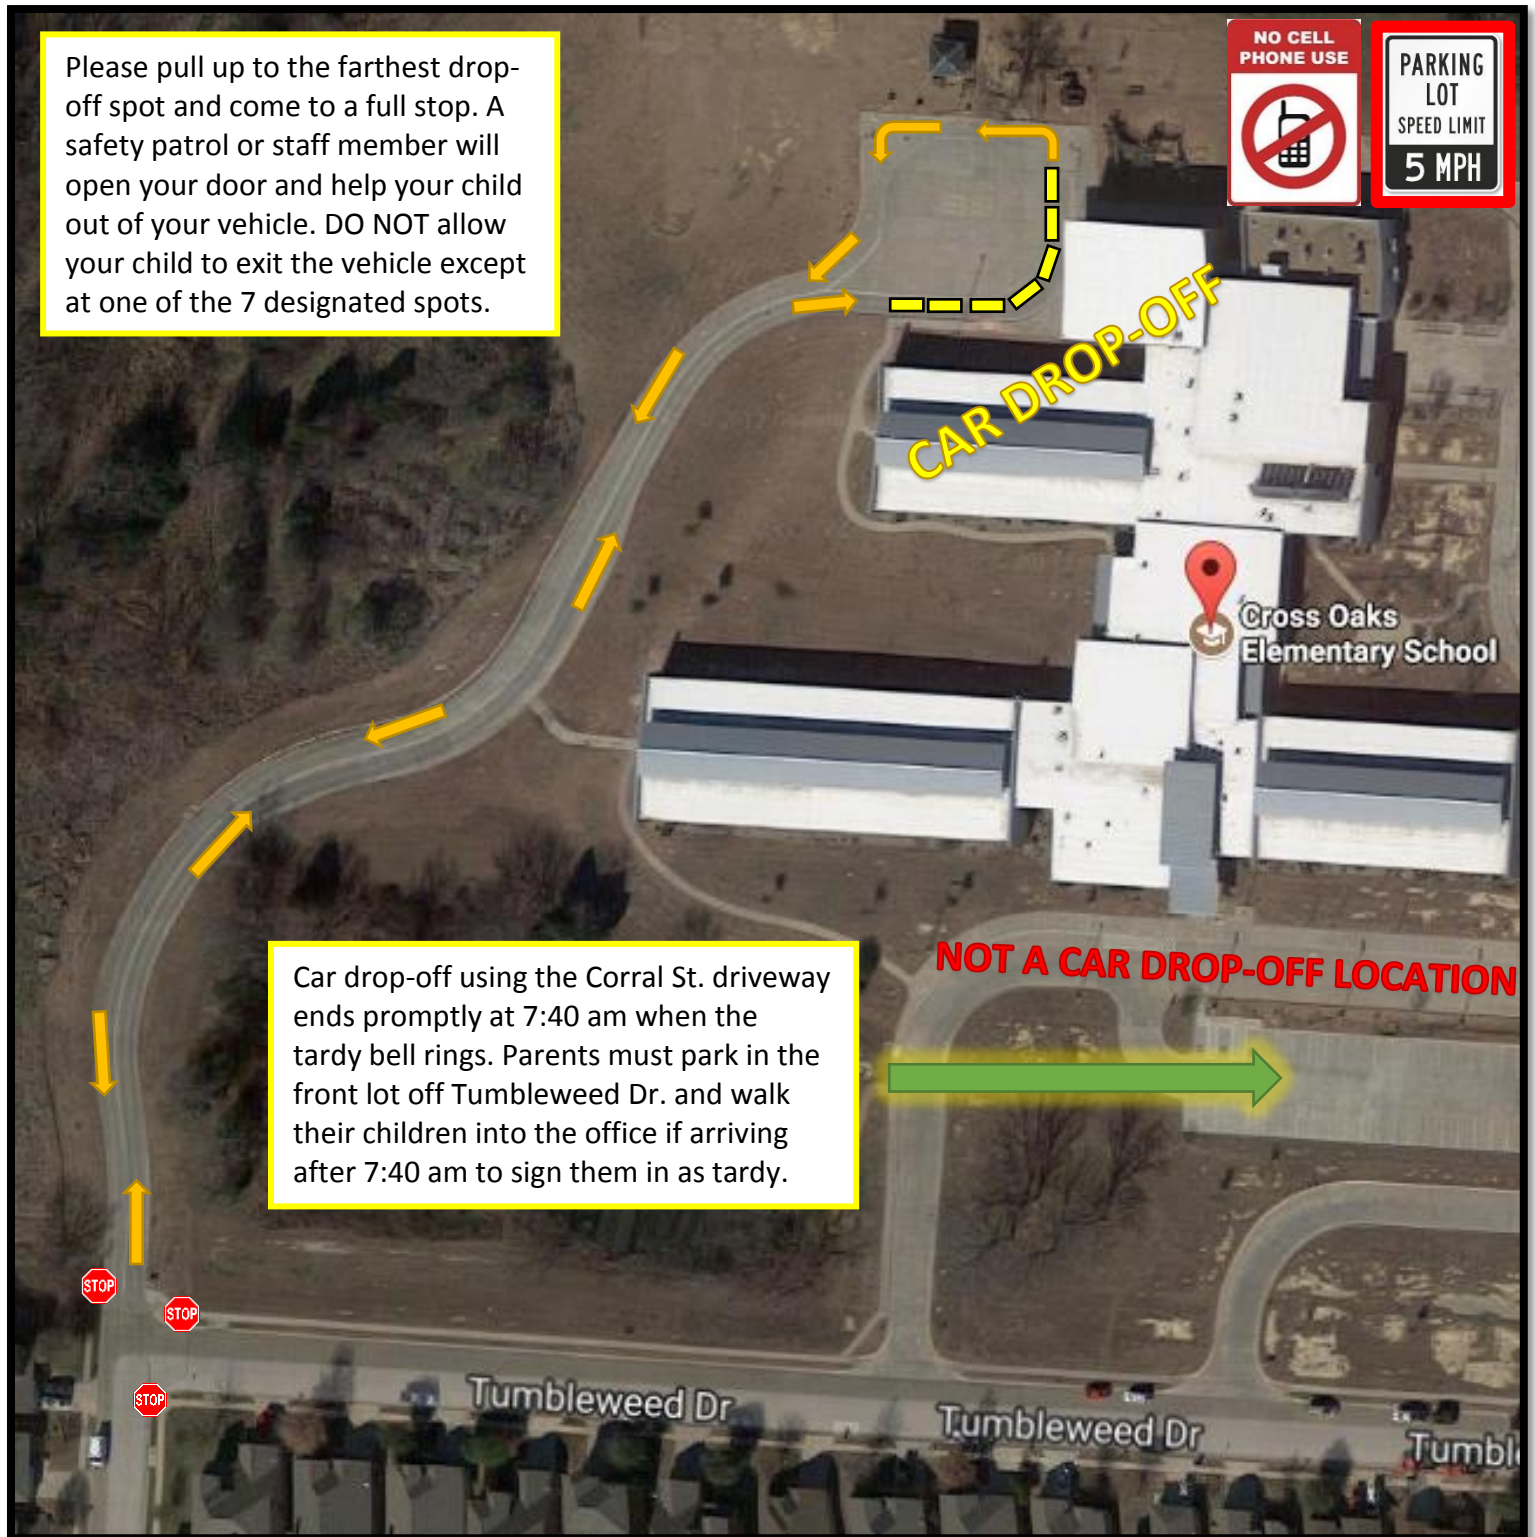 Please pull up to the farthest drop-
off spot and come to a full stop. A
safety patrol or staff member will
open your door and help your child
out of your vehicle. DO NOT allow
your child to exit the vehicle except
at one of the 7 designated spots.
NO CELL
PHONE USE
PARKING
LOT
SPEED LIMIT
5 MPH
CAR DROP-OFF
Cross Oaks
Elementary School
NOT A CAR DROP-OFF LOCATION
Car drop-off using the Corral St. driveway
ends promptly at 7:40 am when the
tardy bell rings. Parents must park in the
front lot off Tumbleweed Dr. and walk
their children into the office if arriving
after 7:40 am to sign them in as tardy.
STOP
STOP
STOP
Tumbleweed Dr
Tumbleweed Dr